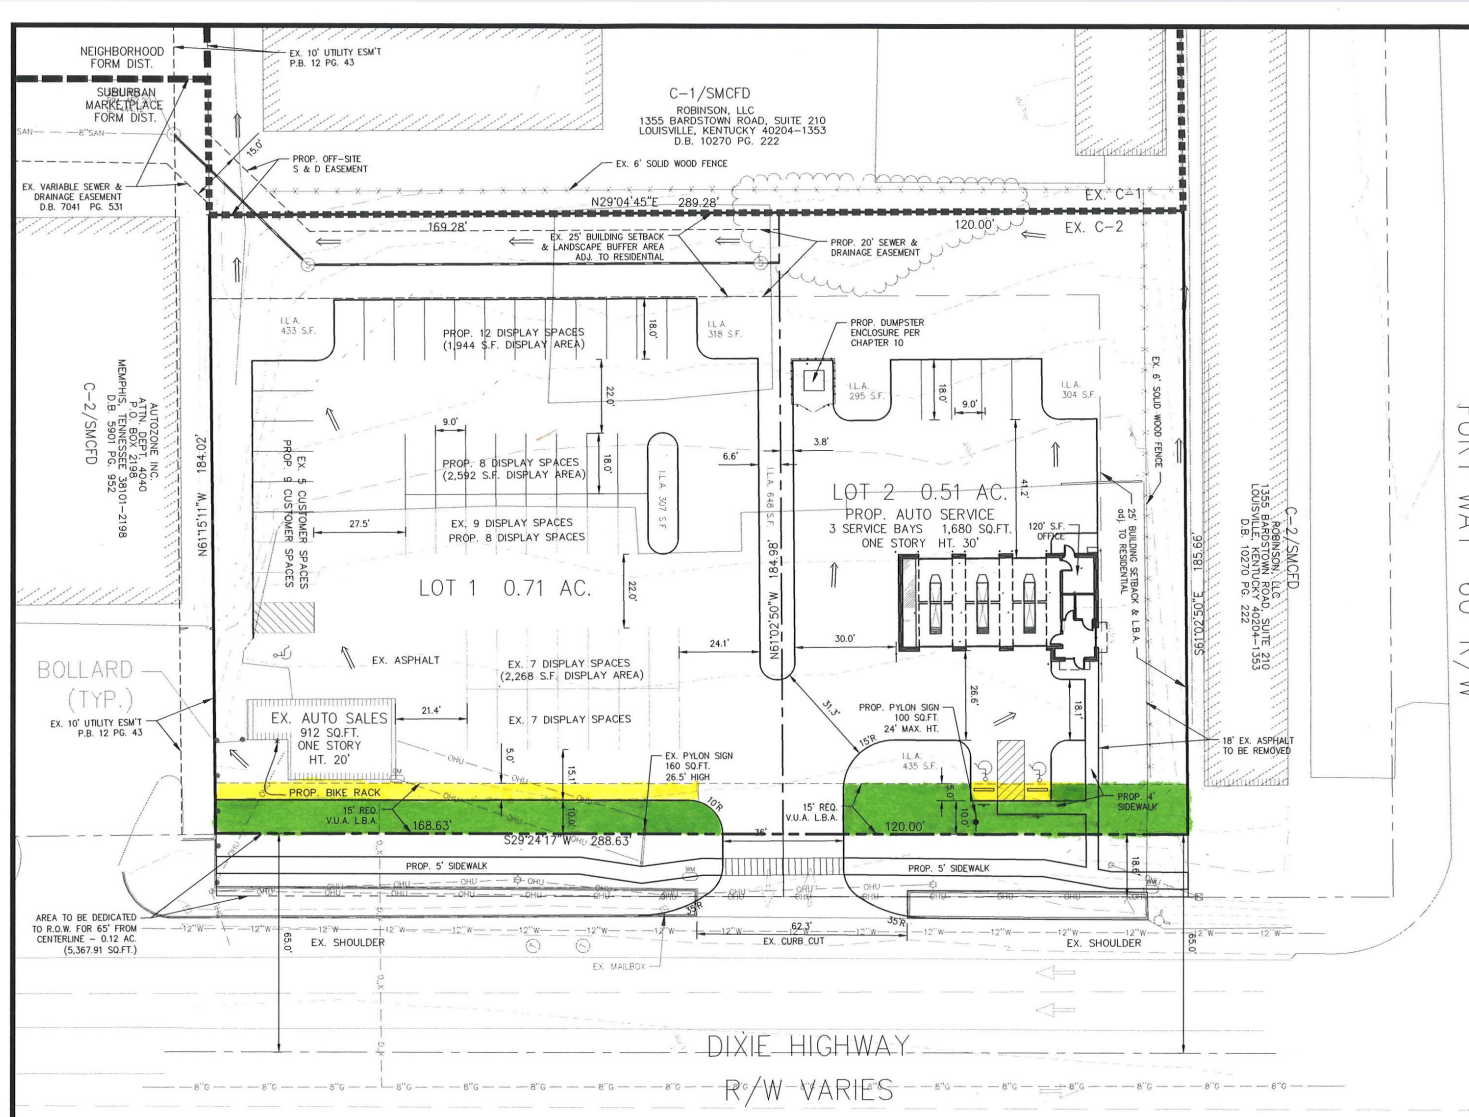 NEIGHBORHOOD
FORM DIST.
SUBURBAN
MARKETPLACE
FORM DIST.
SAN
8"SAN
EX. 10' UTILITY ESM'T
P.B. 12 PG. 43
15.0'
PROP. OFF-SITE
S & D EASEMENT
EX. VARIABLE SEWER &
DRAINAGE EASEMENT
D.B. 7041 PG. 531
C-1/SMCFD
ROBINSON, LLC
1355 BARDSTOWN ROAD, SUITE 210
LOUISVILLE, KENTUCKY 40204-1353
D.B. 10270 PG. 222
EX. 6' SOLID WOOD FENCE
N29°04'45"E 289.28'
EX. C-1
EX. C-2
169.28'
120.00'
EX. 25' BUILDING SETBACK
& LANDSCAPE BUFFER AREA
ADJ. TO RESIDENTIAL
PROP. 20' SEWER &
DRAINAGE EASEMENT
I.L.A.
433 S.F.
PROP. 12 DISPLAY SPACES
(1,944 S.F. DISPLAY AREA)
18.0'
I.L.A.
318 S.F.
PROP. DUMPSTER
ENCLOSURE PER
CHAPTER 10
I.L.A.
295 S.F.
18.0'
9.0'
I.L.A.
304 S.F.
EX. 6' SOLID WOOD FENCE
22.0'
9.0'
PROP. 8 DISPLAY SPACES
(2,592 S.F. DISPLAY AREA)
18.0'
I.L.A. 307 S.F.
6.6'
3.8'
I.L.A. 648 S.F.
27.5'
EX. 9 DISPLAY SPACES
PROP. 8 DISPLAY SPACES
EX. 5 CUSTOMER SPACES
PROP. 9 CUSTOMER SPACES
AUTOZONE INC.
ATTN. DEPT. 4040
P.O. BOX 2198
MEMPHIS, TENNESSEE 38101-2198
D.B. 5901 PG. 952
C-2/SMCFD
N61°15'11"W 184.02'
LOT 1 0.71 AC.
22.0'
N61°02'50"W 184.98'
LOT 2 0.51 AC.
PROP. AUTO SERVICE
3 SERVICE BAYS 1,680 SQ.FT.
ONE STORY HT. 30'
41.2'
120' S.F.
OFFICE
25' BUILDING SETBACK & L.B.A.
adj. TO RESIDENTIAL
S61°02'50"E 185.66'
C-2/SMCFD
ROBINSON, LLC
1355 BARDSTOWN ROAD, SUITE 210
LOUISVILLE, KENTUCKY 40204-1353
D.B. 10270 PG. 222
BOLLARD
(TYP.)
EX. 10' UTILITY ESM'T
P.B. 12 PG. 43
EX. ASPHALT
EX. 7 DISPLAY SPACES
(2,268 S.F. DISPLAY AREA)
24.1'
30.0'
EX. AUTO SALES
912 SQ.FT.
ONE STORY
HT. 20'
21.4'
EX. 7 DISPLAY SPACES
31.3'
15'R
26.6'
18.1'
PROP. PYLON SIGN
100 SQ.FT.
24' MAX. HT.
I.L.A.
435 S.F.
18' EX. ASPHALT
TO BE REMOVED
EX. PYLON SIGN
160 SQ.FT.
26.5' HIGH
5.0'
15.1'
PROP. BIKE RACK
15' REQ.
V.U.A. L.B.A.
168.63'
10.0'
10'R
15' REQ.
V.U.A. L.B.A.
120.00'
5.0'
10.0'
PROP. 4'
SIDEWALK
S29°24'17"W 288.63'
36'
PROP. 5' SIDEWALK
PROP. 5' SIDEWALK
18.6'
OHU
AREA TO BE DEDICATED
TO R.O.W. FOR 65' FROM
CENTERLINE - 0.12 AC.
(5,367.91 SQ.FT.)
65.0'
12"W
EX. SHOULDER
35'R
62.3'
EX. CURB CUT
35'R
EX. SHOULDER
65.0'
EX. MAILBOX
DIXIE HIGHWAY
R/W VARIES
8"G